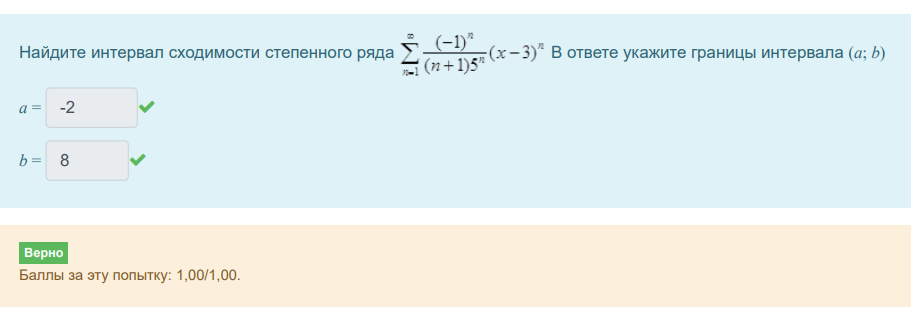 Найдите интервал сходимости степенного ряда \sum_{n=1}^{\infty} \frac{(-1)^n}{(n+1)5^n}(x-3)^n В ответе укажите границы интервала (a; b)
a = -2
b = 8
Верно
Баллы за эту попытку: 1,00/1,00.